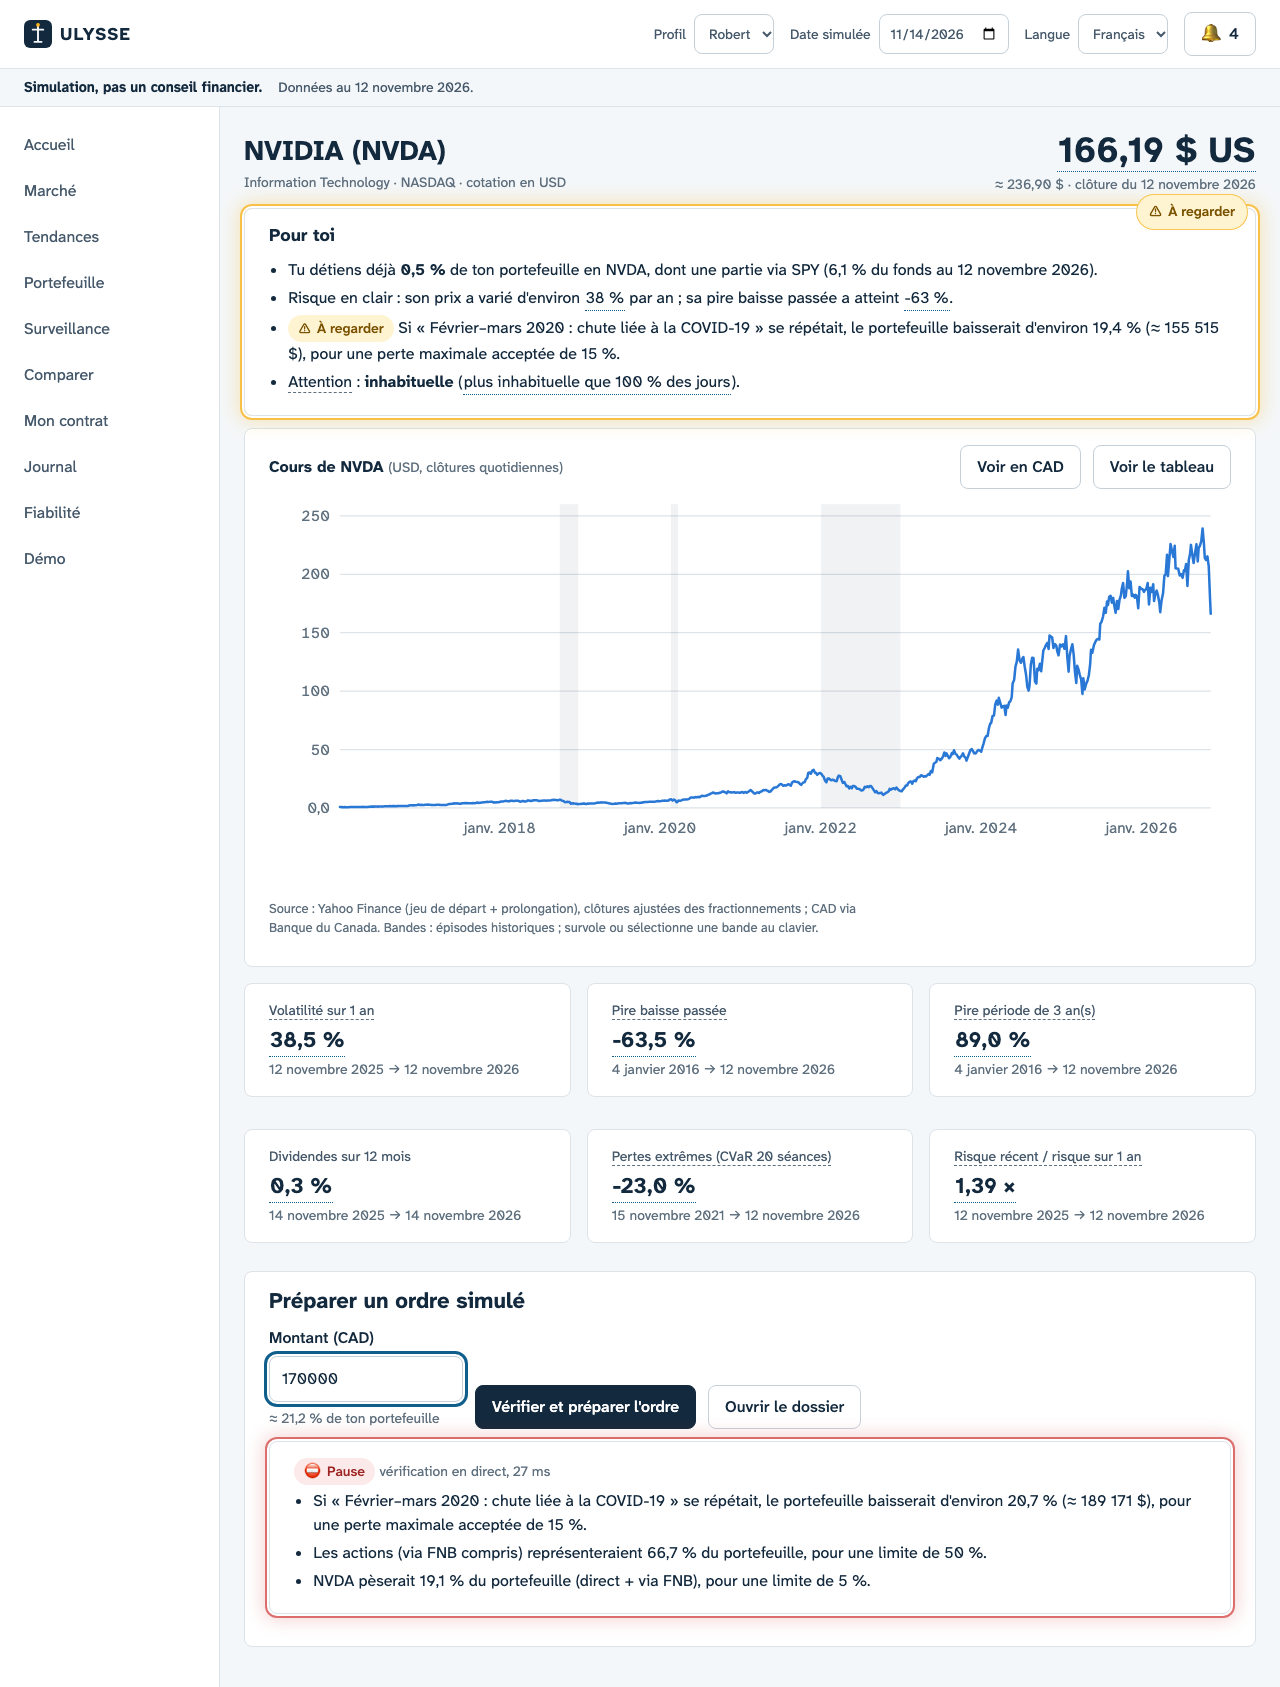 ULYSSE
Profil Robert Date simulée 11/14/2026 Langue Français 4
Simulation, pas un conseil financier. Données au 12 novembre 2026.
Accueil
Marché
Tendances
Portefeuille
Surveillance
Comparer
Mon contrat
Journal
Fiabilité
Démo
NVIDIA (NVDA)
166,19 $ US
Information Technology · NASDAQ · cotation en USD
≈ 236,90 $ · clôture du 12 novembre 2026
À regarder
Pour toi
Tu détiens déjà 0,5 % de ton portefeuille en NVDA, dont une partie via SPY (6,1 % du fonds au 12 novembre 2026).
Risque en clair : son prix a varié d'environ 38 % par an ; sa pire baisse passée a atteint -63 %.
À regarder Si « Février–mars 2020 : chute liée à la COVID-19 » se répétait, le portefeuille baisserait d'environ 19,4 % (≈ 155 515
$), pour une perte maximale acceptée de 15 %.
Attention : inhabituelle (plus inhabituelle que 100 % des jours).
Cours de NVDA (USD, clôtures quotidiennes)
Voir en CAD
Voir le tableau
250
200
150
100
50
0,0
janv. 2018 janv. 2020 janv. 2022 janv. 2024 janv. 2026
Source : Yahoo Finance (jeu de départ + prolongation), clôtures ajustées des fractionnements ; CAD via
Banque du Canada. Bandes : épisodes historiques ; survole ou sélectionne une bande au clavier.
Volatilité sur 1 an
38,5 %
12 novembre 2025 → 12 novembre 2026
Pire baisse passée
-63,5 %
4 janvier 2016 → 12 novembre 2026
Pire période de 3 an(s)
89,0 %
4 janvier 2016 → 12 novembre 2026
Dividendes sur 12 mois
0,3 %
14 novembre 2025 → 14 novembre 2026
Pertes extrêmes (CVaR 20 séances)
-23,0 %
15 novembre 2021 → 12 novembre 2026
Risque récent / risque sur 1 an
1,39 ×
12 novembre 2025 → 12 novembre 2026
Préparer un ordre simulé
Montant (CAD)
170000
≈ 21,2 % de ton portefeuille
Vérifier et préparer l'ordre
Ouvrir le dossier
Pause vérification en direct, 27 ms
Si « Février–mars 2020 : chute liée à la COVID-19 » se répétait, le portefeuille baisserait d'environ 20,7 % (≈ 189 171 $), pour
une perte maximale acceptée de 15 %.
Les actions (via FNB compris) représenteraient 66,7 % du portefeuille, pour une limite de 50 %.
NVDA pèserait 19,1 % du portefeuille (direct + via FNB), pour une limite de 5 %.